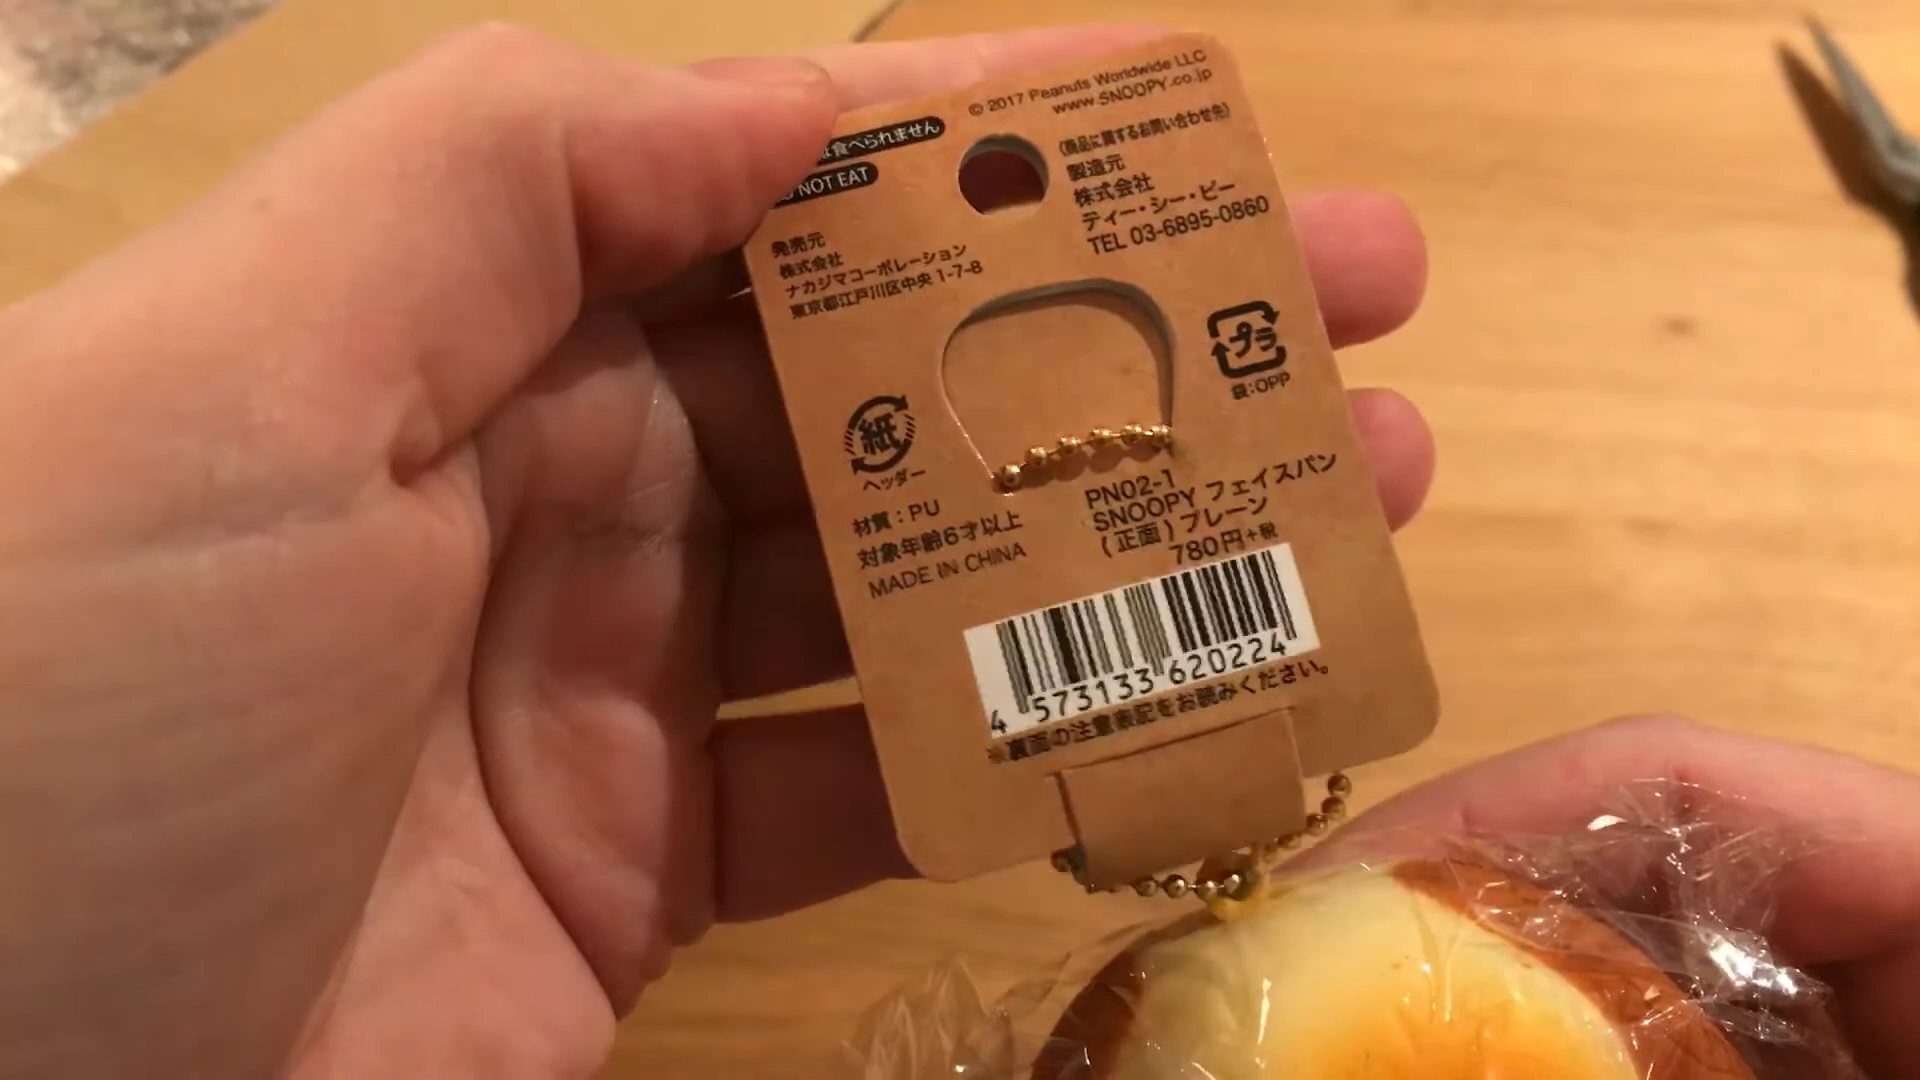 © 2017 Peanuts Worldwide LLC
www.SNOOPY.co.jp
は食べられません
NOT EAT
(商品に関するお問い合わせ先)
製造元
株式会社
ティー・シー・ピー
TEL 03-6895-0860
発売元
株式会社
ナカジマコーポレーション
東京都江戸川区中央 1-7-8
プラ
袋:OPP
紙
ヘッダー
材質:PU
対象年齢6才以上
MADE IN CHINA
PN02-1
SNOOPY フェイスパン
(正面)プレーン
780円+税
4 573133 620224
※裏面の注意表記をお読みください。